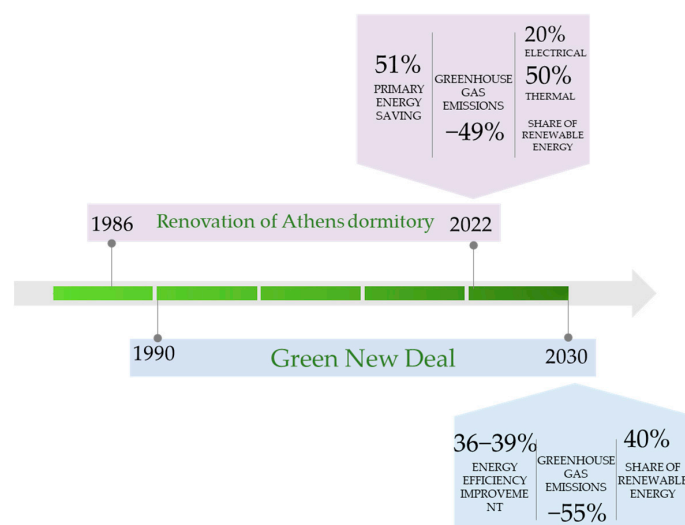 51%
PRIMARY
ENERGY
SAVING
GREENHOUSE
GAS
EMISSIONS
−49%
20%
ELECTRICAL
50%
THERMAL
SHARE OF
RENEWABLE
ENERGY
1986
Renovation of Athens dormitory
2022
1990
Green New Deal
2030
36−39%
ENERGY
EFFICIENCY
IMPROVEME
NT
GREENHOUSE
GAS
EMISSIONS
−55%
40%
SHARE OF
RENEWABLE
ENERGY